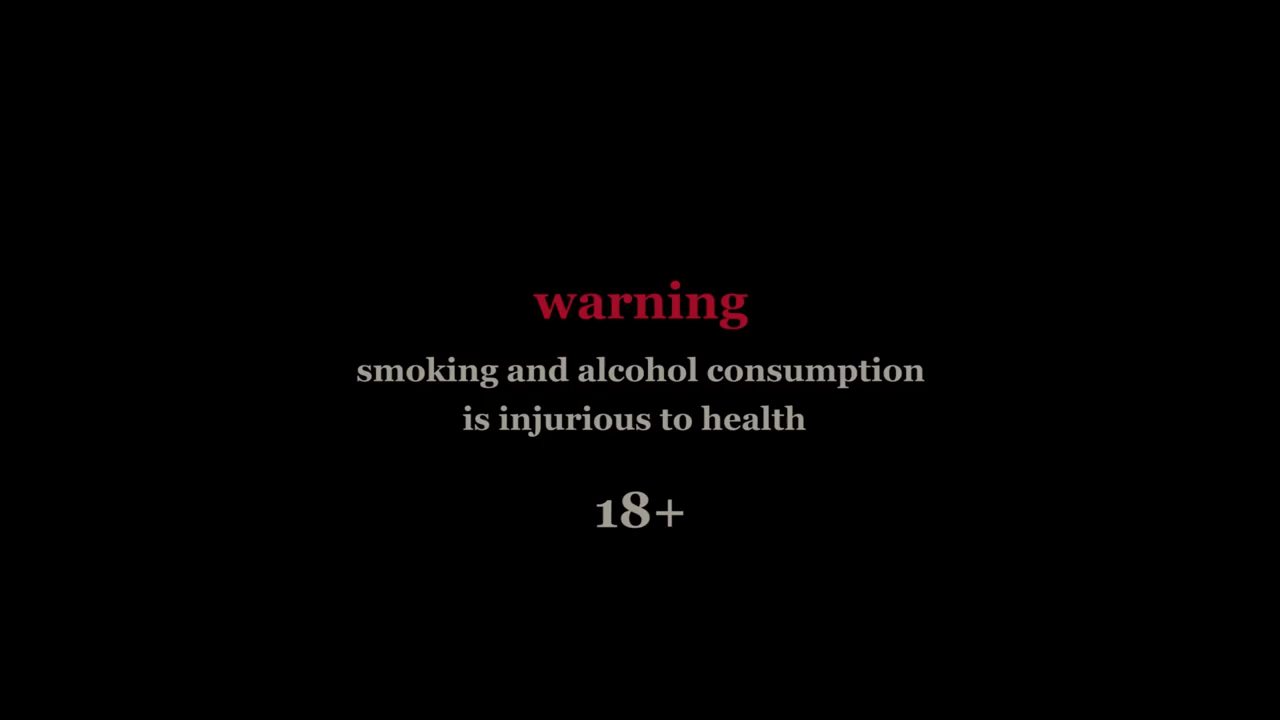 warning
smoking and alcohol consumption
is injurious to health
18+